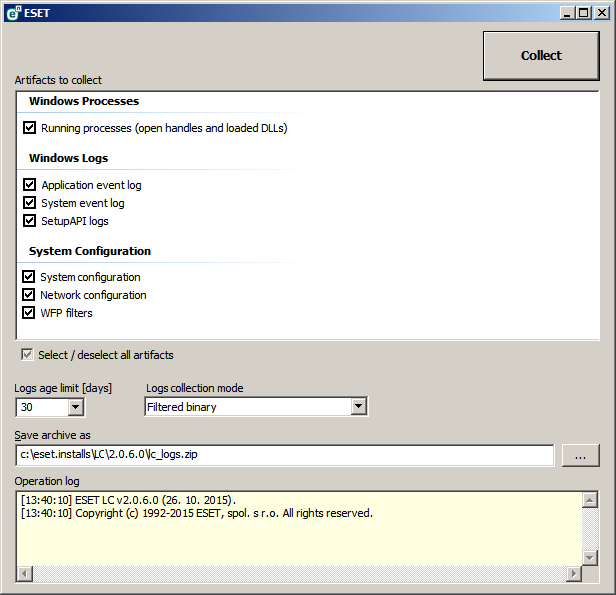 ESET
Collect
Artifacts to collect
Windows Processes
Running processes (open handles and loaded DLLs)
Windows Logs
Application event log
System event log
SetupAPI logs
System Configuration
System configuration
Network configuration
WFP filters
Select / deselect all artifacts
Logs age limit [days]
Logs collection mode
30
Filtered binary
Save archive as
c:\eset.installs\LC\2.0.6.0\lc_logs.zip
...
Operation log
[13:40:10] ESET LC v2.0.6.0 (26. 10. 2015).
[13:40:10] Copyright (c) 1992-2015 ESET, spol. s r.o. All rights reserved.